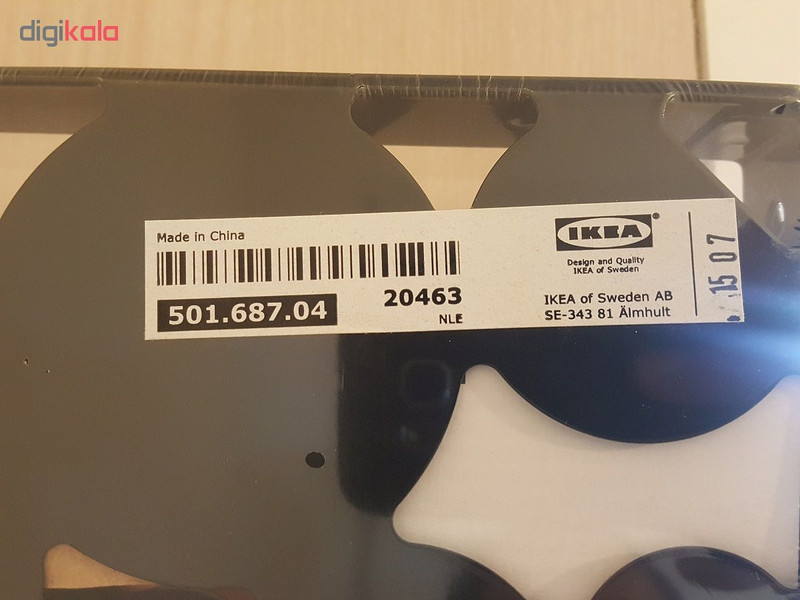 digikala
Made in China
501.687.04
20463
NLE
IKEA®
Design and Quality
IKEA of Sweden
IKEA of Sweden AB
SE-343 81 Älmhult
15 07